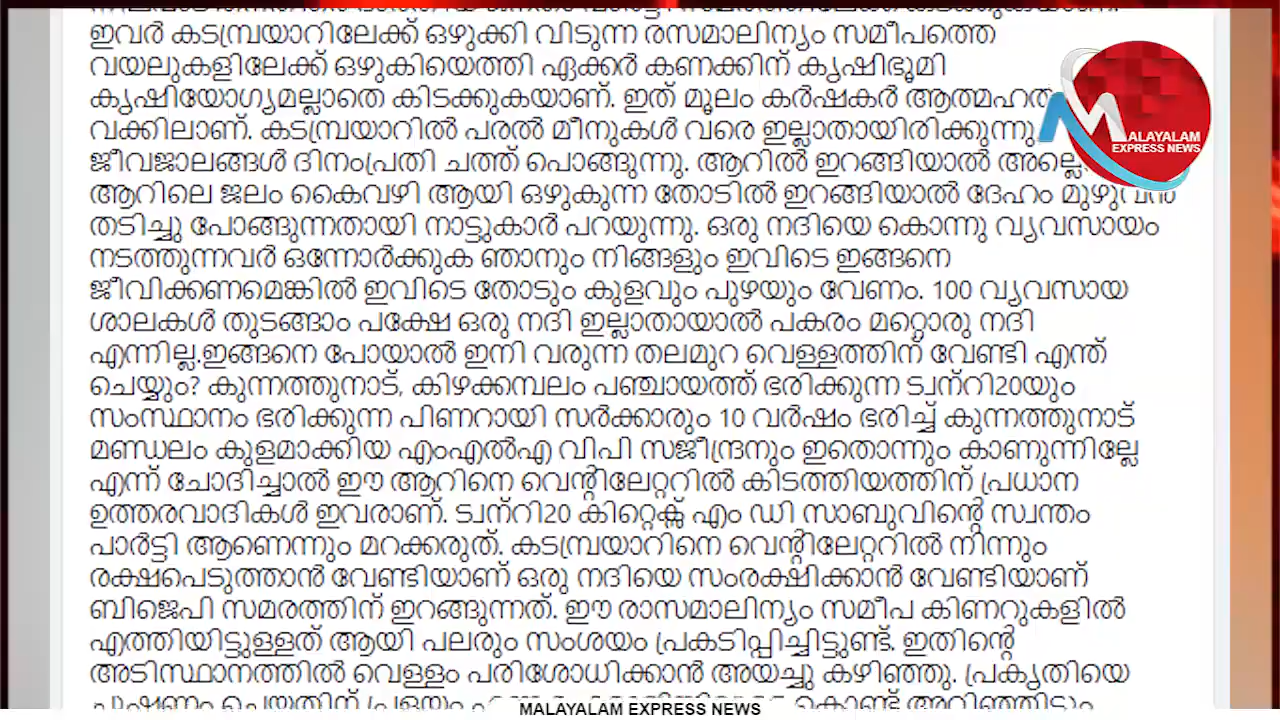 ഇവർ കടമ്പ്രയാറിലേക്ക് ഒഴുക്കി വിടുന്ന രസമാലിന്യം സമീപത്തെ
വയലുകളിലേക്ക് ഒഴുകിയെത്തി ഏക്കർ കണക്കിന് കൃഷിഭൂമി
കൃഷിയോഗ്യമല്ലാതെ കിടക്കുകയാണ്. ഇത് മൂലം കർഷകർ
വക്കിലാണ്. കടമ്പ്രയാറിൽ പരൽ മീനുകൾ വരെ ഇല്ലാതായിരിക്കുന്നു
ജീവജാലങ്ങൾ ദിനംപ്രതി ചത്ത് പൊങ്ങുന്നു. ആറിൽ ഇറങ്ങിയാൽ
ആറിലെ ജലം കൈവഴി ആയി ഒഴുകുന്ന തോടിൽ ഇറങ്ങിയാൽ ദേഹം മുഴുവൻ
തടിച്ചു പോങ്ങുന്നതായി നാട്ടുകാർ പറയുന്നു. ഒരു നദിയെ കൊന്നു വ്യവസായം
നടത്തുന്നവർ ഒന്നോർക്കുക ഞാനും നിങ്ങളും ഇവിടെ ഇങ്ങനെ
ജീവിക്കണമെങ്കിൽ ഇവിടെ തോടും കുളവും പുഴയും വേണം. 100 വ്യവസായ
ശാലകൾ തുടങ്ങാം പക്ഷേ ഒരു നദി ഇല്ലാതായാൽ പകരം മറ്റൊരു നദി
എന്നില്ല.ഇങ്ങനെ പോയാൽ ഇനി വരുന്ന തലമുറ വെള്ളത്തിന് വേണ്ടി എന്ത്
ചെയ്യും? കുന്നത്തുനാട്, കിഴക്കമ്പലം പഞ്ചായത്ത് ഭരിക്കുന്ന ട്വന്റി20യും
സംസ്ഥാനം ഭരിക്കുന്ന പിണറായി സർക്കാരും 10 വർഷം ഭരിച്ച് കുന്നത്തുനാട്
മണ്ഡലം കുളമാക്കിയ എംഎൽഎ വിപി സജീന്ദ്രനും ഇതൊന്നും കാണുന്നില്ലേ
എന്ന് ചോദിച്ചാൽ ഈ ആറിനെ വെന്റിലേറ്ററിൽ കിടത്തിയത്തിന് പ്രധാന
ഉത്തരവാദികൾ ഇവരാണ്. ട്വന്റി20 കിറ്റെക്സ് എം ഡി സാബുവിന്റെ സ്വന്തം
പാർട്ടി ആണെന്നും മറക്കരുത്. കടമ്പ്രയാറിനെ വെന്റിലേറ്ററിൽ നിന്നും
രക്ഷപെടുത്താൻ വേണ്ടിയാണ് ഒരു നദിയെ സംരക്ഷിക്കാൻ വേണ്ടിയാണ്
ബിജെപി സമരത്തിന് ഇറങ്ങുന്നത്. ഈ രാസമാലിന്യം സമീപ കിണറുകളിൽ
എത്തിയിട്ടുള്ളത് ആയി പലരും സംശയം പ്രകടിപ്പിച്ചിട്ടുണ്ട്. ഇതിന്റെ
അടിസ്ഥാനത്തിൽ വെള്ളം പരിശോധിക്കാൻ അയച്ചു കഴിഞ്ഞു. പ്രകൃതിയെ
MALAYALAM
EXPRESS NEWS
MALAYALAM EXPRESS NEWS